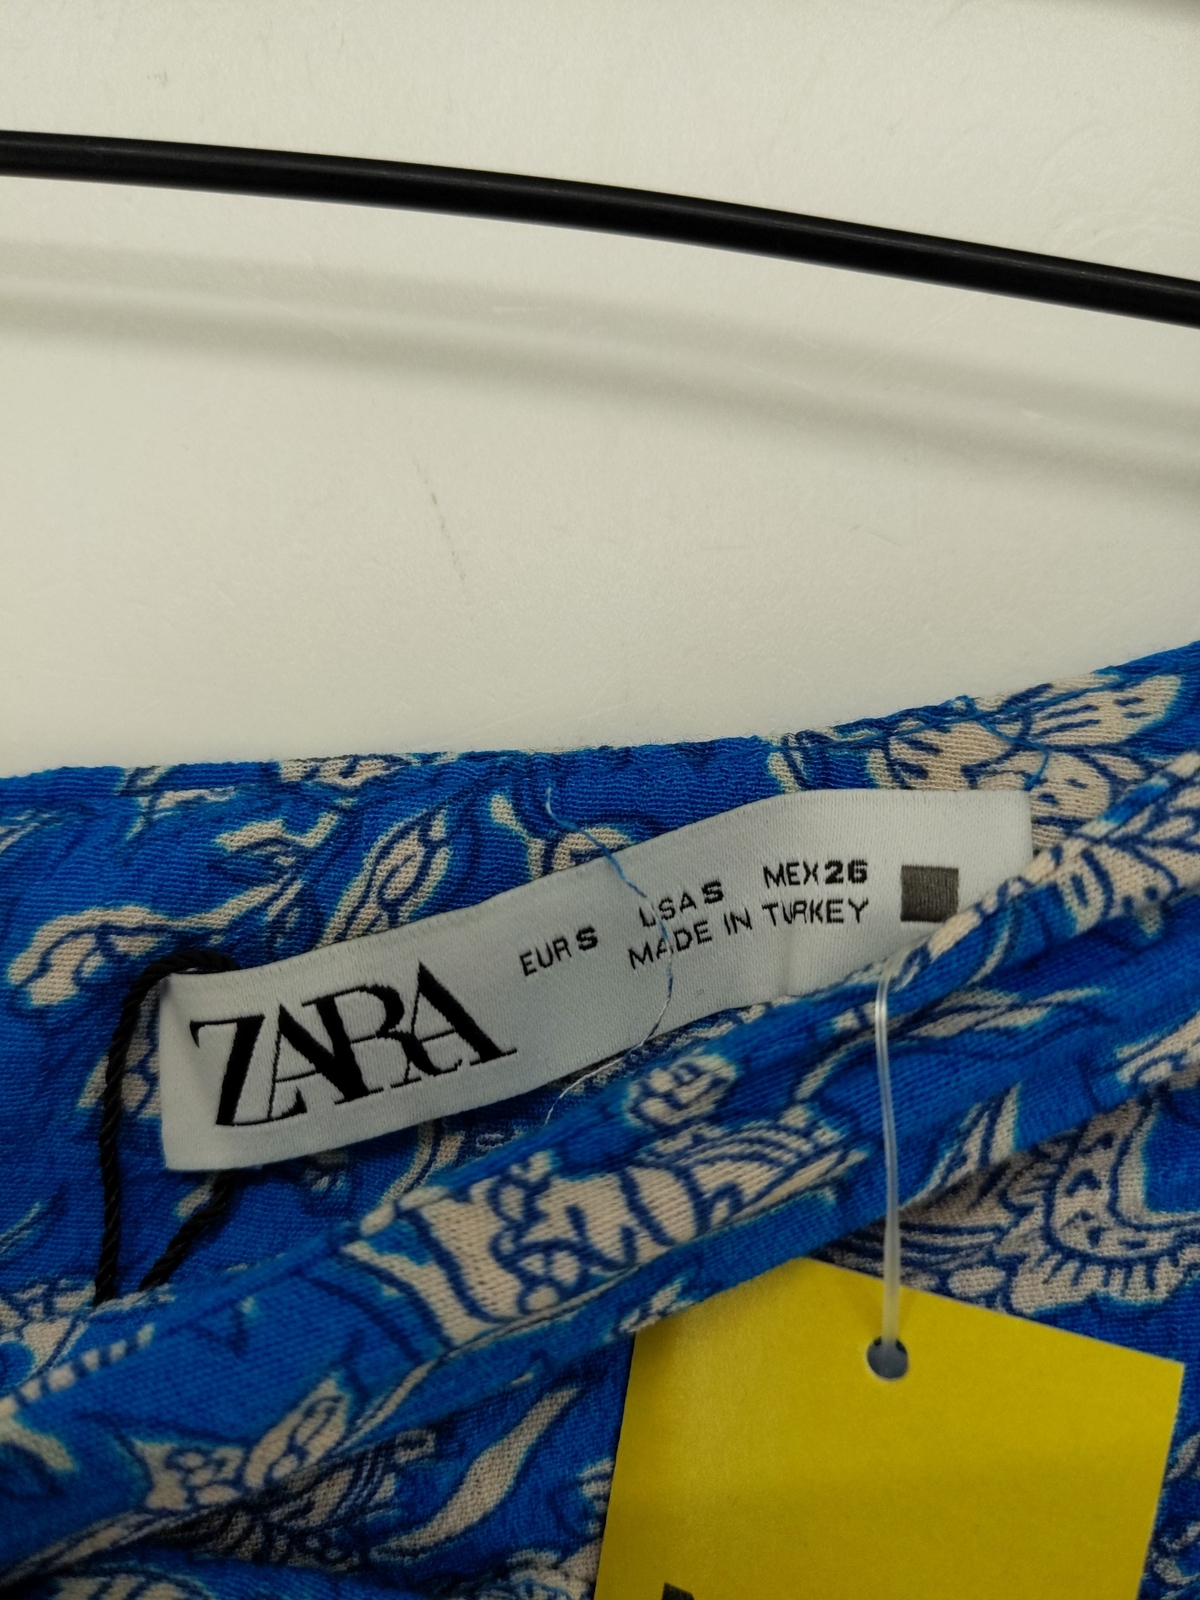 ZARA
EUR S USA S MEX 26
MADE IN TURKEY